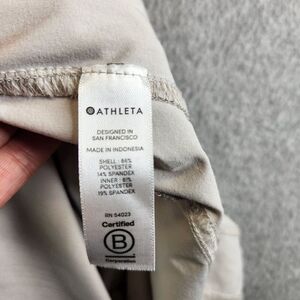 ATHLETA
DESIGNED IN
SAN FRANCISCO
MADE IN INDONESIA
SHELL : 86%
POLYESTER
14% SPANDEX
INNER : 81%
POLYESTER
19% SPANDEX
RN 54023
Certified
B
Corporation